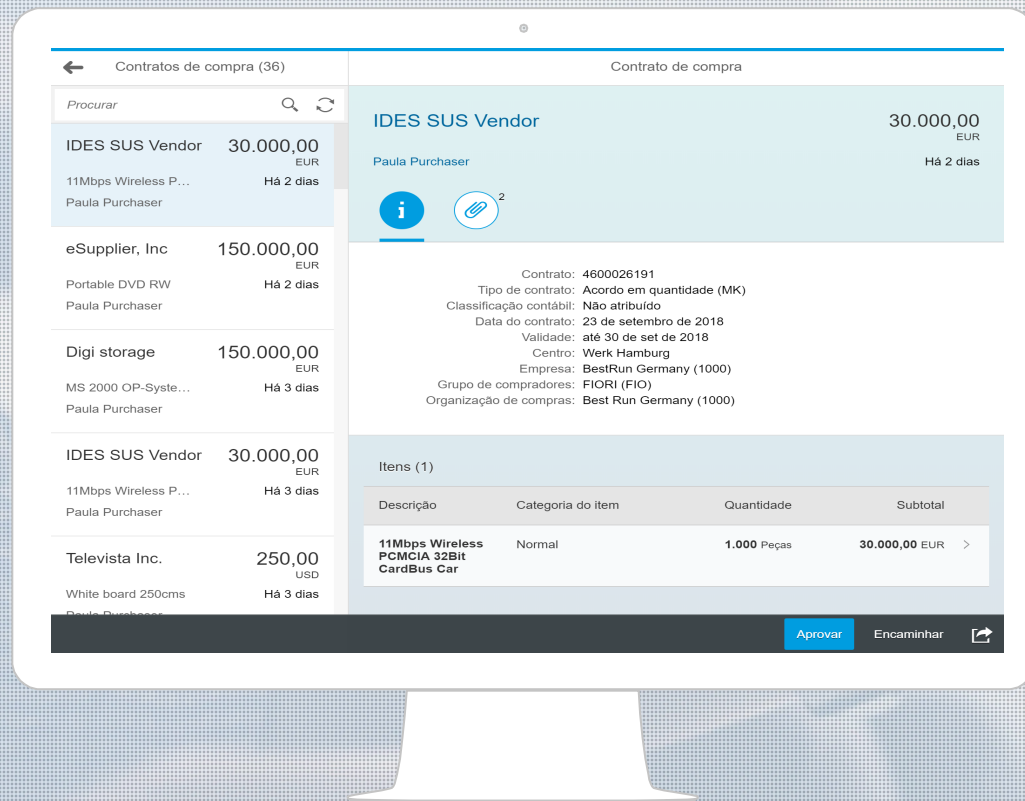 Contratos de compra (36)
Contrato de compra
Procurar
IDES SUS Vendor 30.000,00
EUR
11Mbps Wireless P... Há 2 dias
Paula Purchaser
eSupplier, Inc 150.000,00
EUR
Portable DVD RW Há 2 dias
Paula Purchaser
Digi storage 150.000,00
EUR
MS 2000 OP-Syste... Há 3 dias
Paula Purchaser
IDES SUS Vendor 30.000,00
EUR
11Mbps Wireless P... Há 3 dias
Paula Purchaser
Televista Inc. 250,00
USD
White board 250cms Há 3 dias
Paula Purchaser
IDES SUS Vendor 30.000,00
EUR
Paula Purchaser Há 2 dias
2
Contrato: 4600026191
Tipo de contrato: Acordo em quantidade (MK)
Classificação contábil: Não atribuído
Data do contrato: 23 de setembro de 2018
Validade: até 30 de set de 2018
Centro: Werk Hamburg
Empresa: BestRun Germany (1000)
Grupo de compradores: FIORI (FIO)
Organização de compras: Best Run Germany (1000)
Itens (1)
Descrição Categoria do item Quantidade Subtotal
11Mbps Wireless Normal 1.000 Peças 30.000,00 EUR
PCMCIA 32Bit
CardBus Car
Aprovar Encaminhar